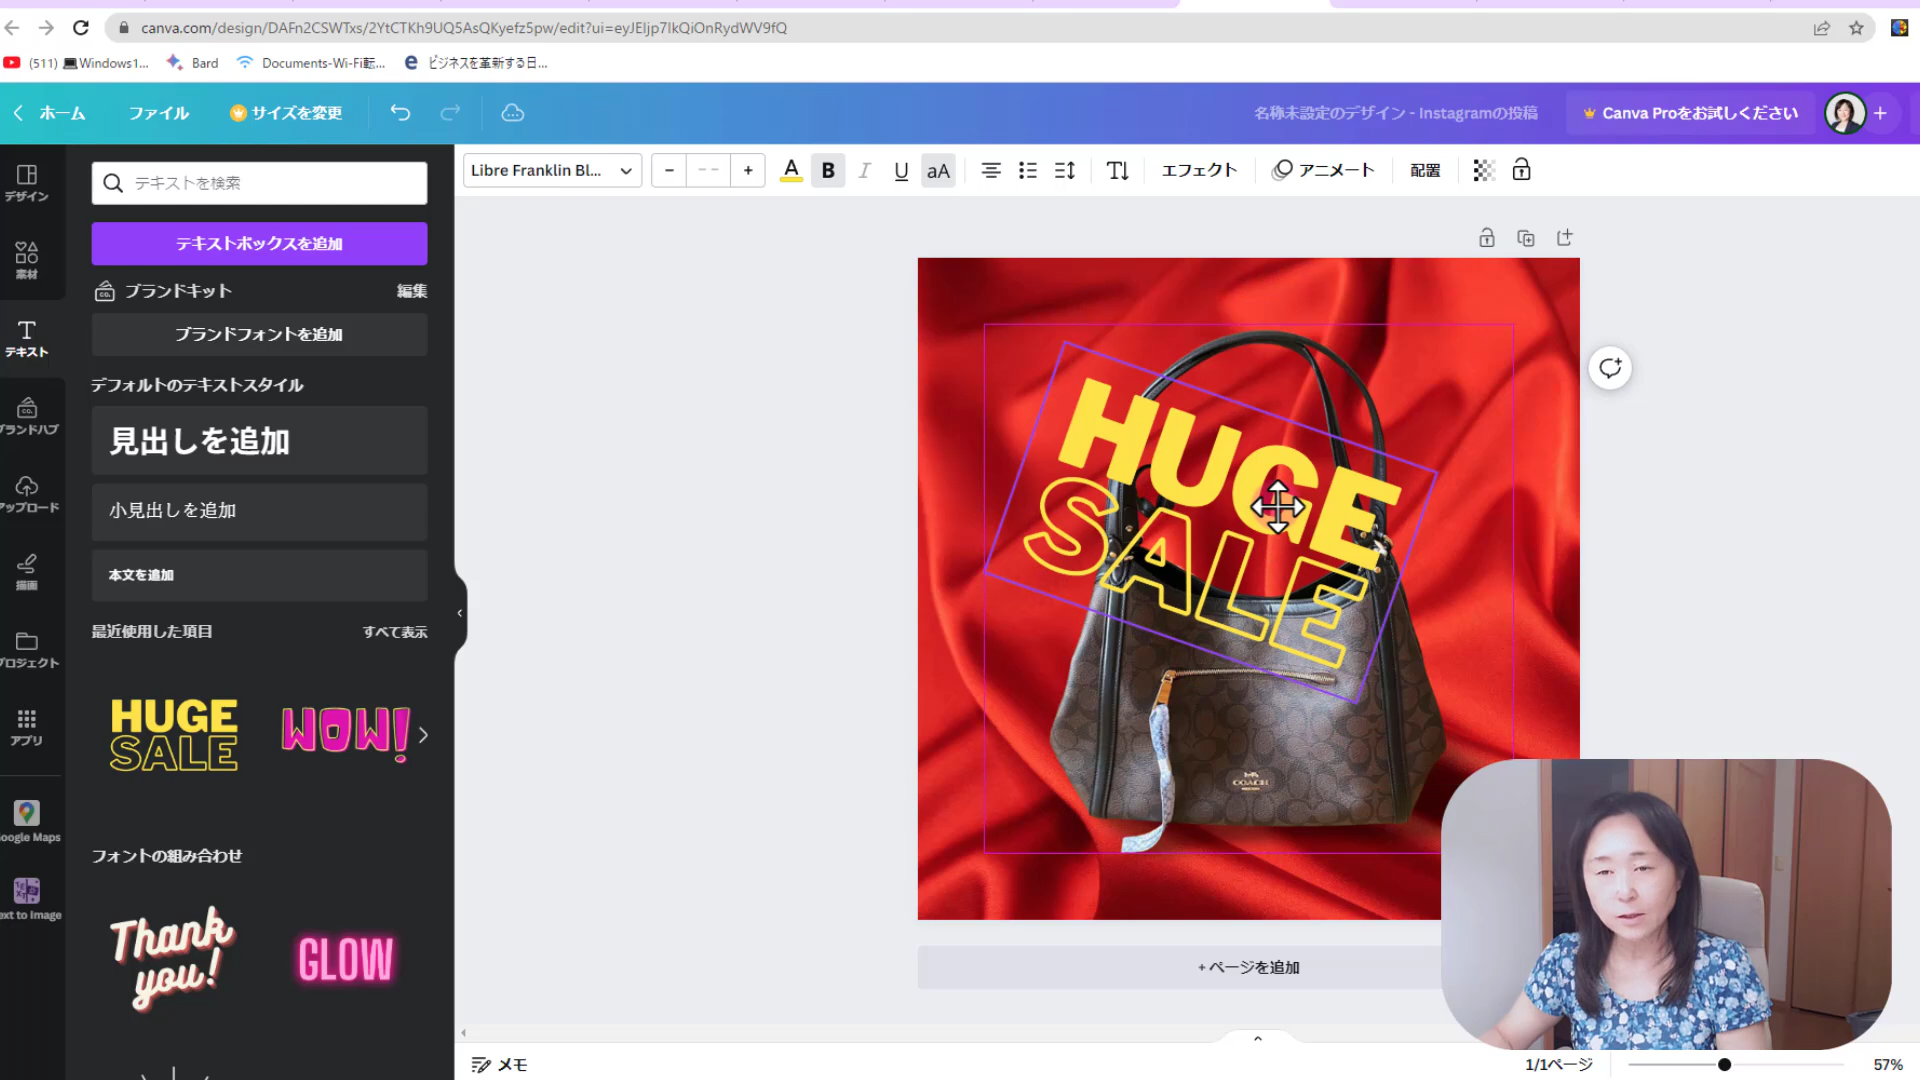 canva.com/design/DAFn2CSWTxs/2YtCTKh9UQ5AsQKyefz5pw/edit?ui=eyJEIjp7IkQiOnRydWV9fQ
(511) Windows1...
Bard
Documents-Wi-Fi転...
ビジネスを革新する日...
ホーム
ファイル
サイズを変更
名称未設定のデザイン - Instagramの投稿
Canva Proをお試しください
デザイン
素材
テキスト
ブランドハブ
アップロード
描画
プロジェクト
アプリ
oogle Maps
ext to Image
テキストを検索
テキストボックスを追加
ブランドキット
編集
ブランドフォントを追加
デフォルトのテキストスタイル
見出しを追加
小見出しを追加
本文を追加
最近使用した項目
すべて表示
HUGE
SALE
WOW!
フォントの組み合わせ
Thank
you!
GLOW
Libre Franklin Bl...
– -- +
A B I U aA
エフェクト
アニメート
配置
HUGE
SALE
COACH
+ ページを追加
メモ
1/1ページ
57%